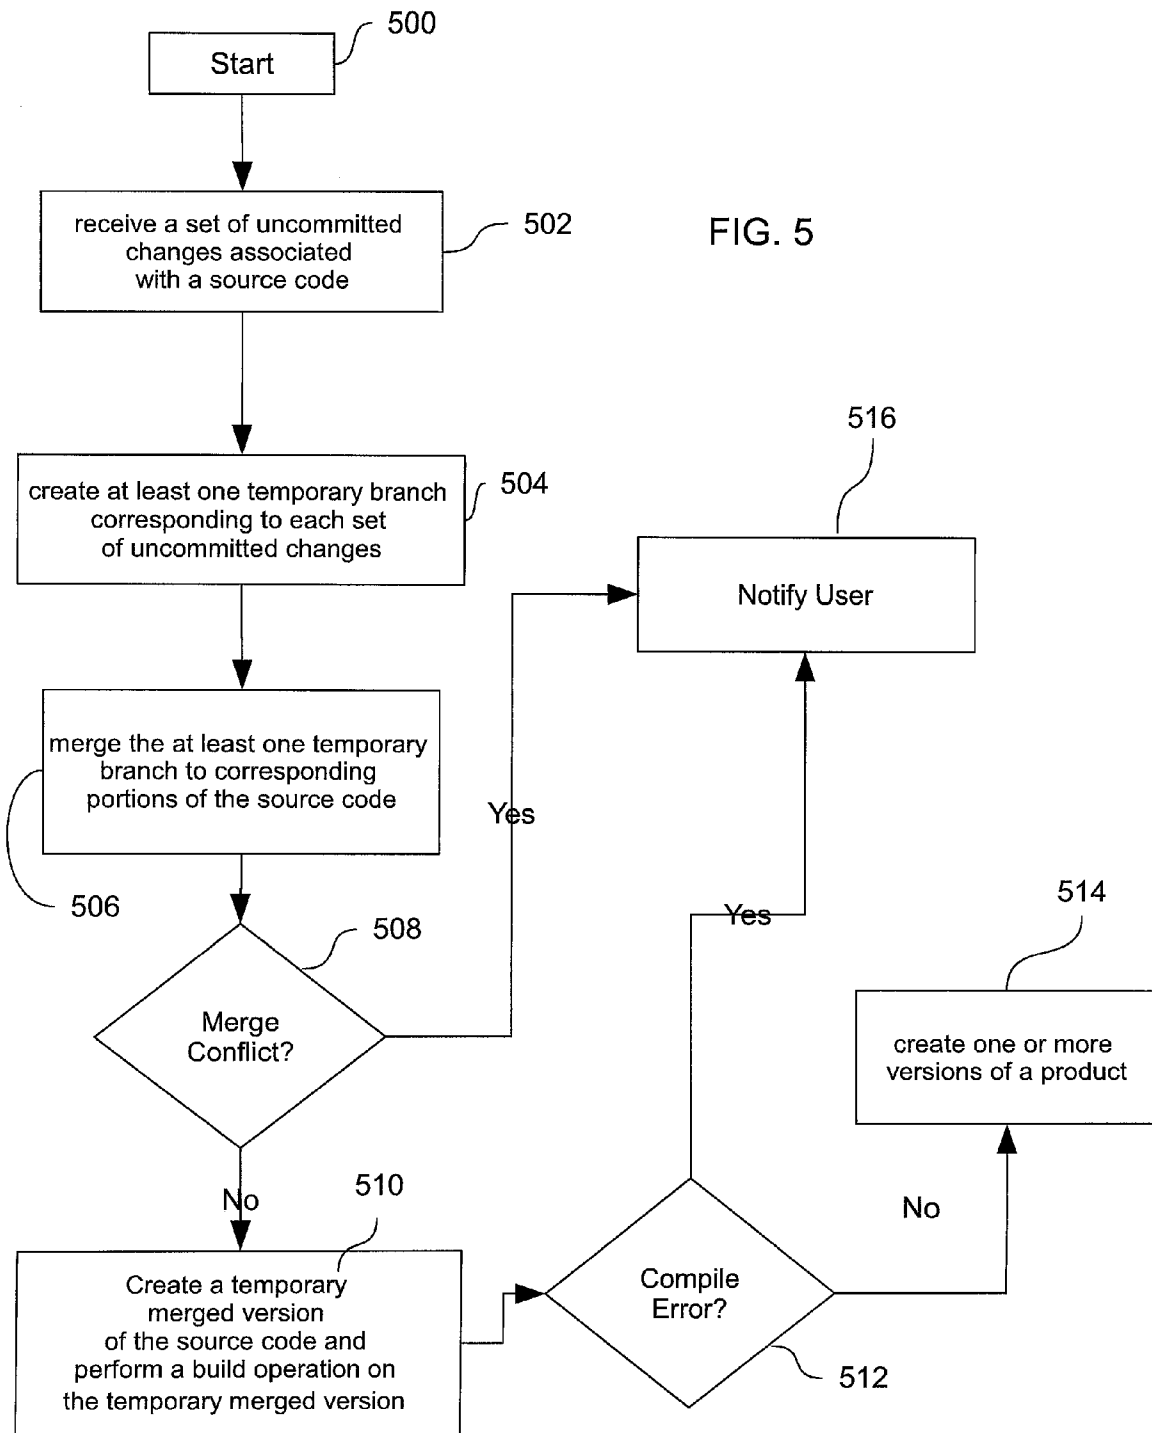 500
Start
receive a set of uncommitted
changes associated
with a source code
502
FIG. 5
create at least one temporary branch
corresponding to each set
of uncommitted changes
504
516
Notify User
merge the at least one temporary
branch to corresponding
portions of the source code
506
Yes
508
Merge
Conflict?
Yes
514
create one or more
versions of a product
No
510
Create a temporary
merged version
of the source code and
perform a build operation on
the temporary merged version
Compile
Error?
No
512